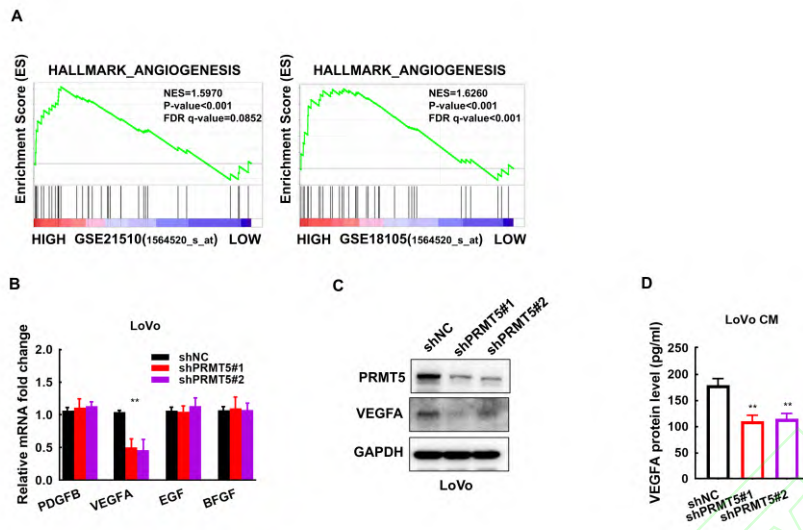 A
HALLMARK_ANGIOGENESIS
Enrichment Score (ES)
NES=1.5970
P-value<0.001
FDR q-value=0.0852
HIGH GSE21510(1564520_s_at) LOW
HALLMARK_ANGIOGENESIS
Enrichment Score (ES)
NES=1.6260
P-value<0.001
FDR q-value<0.001
HIGH GSE18105(1564520_s_at) LOW
B
LoVo
Relative mRNA fold change
2.0
1.5
1.0
0.5
0.0
shNC
shPRMT5#1
shPRMT5#2
**
PDGFB
VEGFA
EGF
BFGF
C
shNC
shPRMT5#1
shPRMT5#2
PRMT5
VEGFA
GAPDH
LoVo
D
LoVo CM
VEGFA protein level (pg/ml)
250
200
150
100
50
0
**
**
shNC
shPRMT5#1
shPRMT5#2